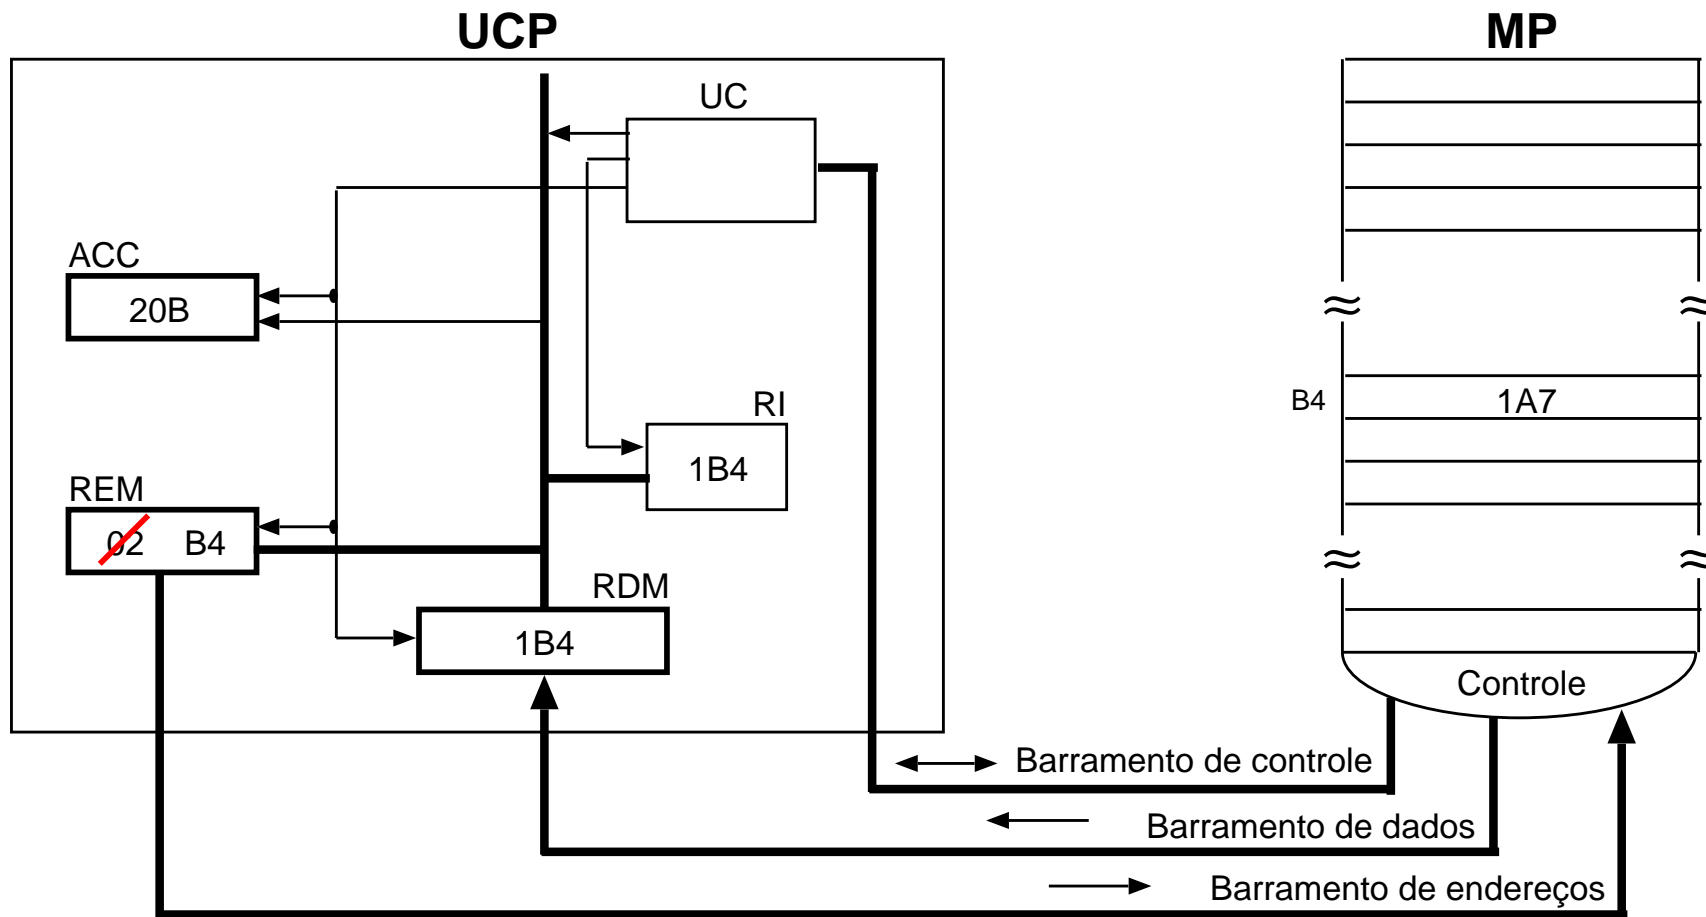 UCP
MP
UC
ACC
20B
RI
1B4
B4
1A7
REM
02 B4
RDM
1B4
Controle
Barramento de controle
Barramento de dados
Barramento de endereços